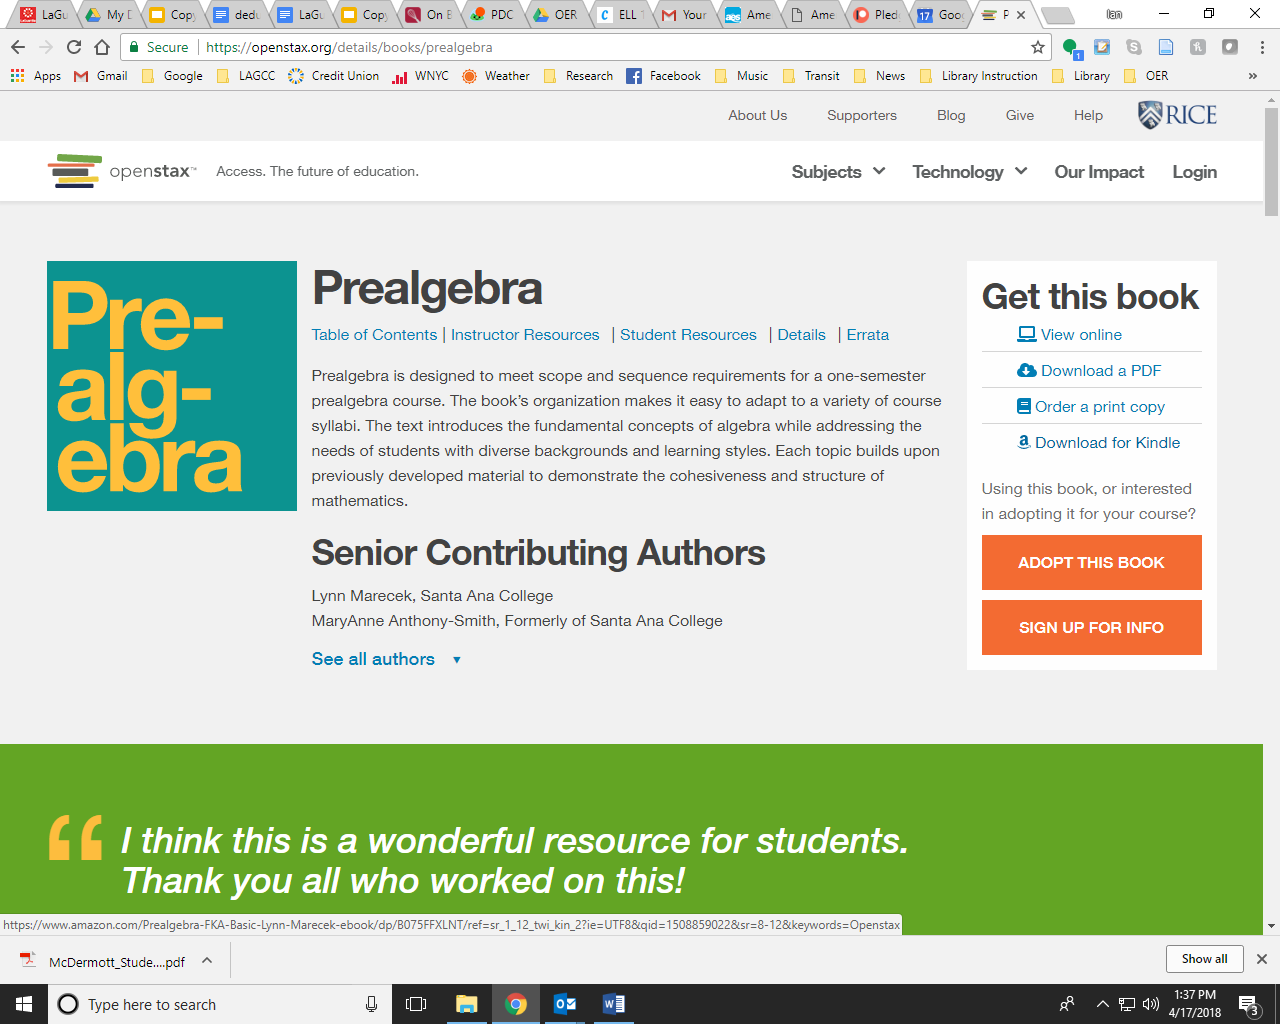 LaGu
My D
Copy
dedu
LaGu
Copy
On B
PDC
OER
ELL T
Your
Ame
Ame
Pled
17 Goog
P
Ian
Secure https://openstax.org/details/books/prealgebra
1
Apps Gmail Google LAGCC Credit Union WNYC Weather Research Facebook Music Transit News Library Instruction Library OER »
About Us Supporters Blog Give Help RICE
openstax™ Access. The future of education.
Subjects Technology Our Impact Login
Pre-
alg-
ebra
Prealgebra
Table of Contents | Instructor Resources | Student Resources | Details | Errata
Prealgebra is designed to meet scope and sequence requirements for a one-semester
prealgebra course. The book's organization makes it easy to adapt to a variety of course
syllabi. The text introduces the fundamental concepts of algebra while addressing the
needs of students with diverse backgrounds and learning styles. Each topic builds upon
previously developed material to demonstrate the cohesiveness and structure of
mathematics.
Senior Contributing Authors
Lynn Marecek, Santa Ana College
MaryAnne Anthony-Smith, Formerly of Santa Ana College
See all authors
Get this book
View online
Download a PDF
Order a print copy
Download for Kindle
Using this book, or interested
in adopting it for your course?
ADOPT THIS BOOK
SIGN UP FOR INFO
“ I think this is a wonderful resource for students.
Thank you all who worked on this!
https://www.amazon.com/Prealgebra-FKA-Basic-Lynn-Marecek-ebook/dp/B075FFXLNT/ref=sr_1_12_twi_kin_2?ie=UTF8&qid=1508859022&sr=8-12&keywords=Openstax
McDermott_Stude....pdf
Show all
Type here to search
1:37 PM
4/17/2018
3